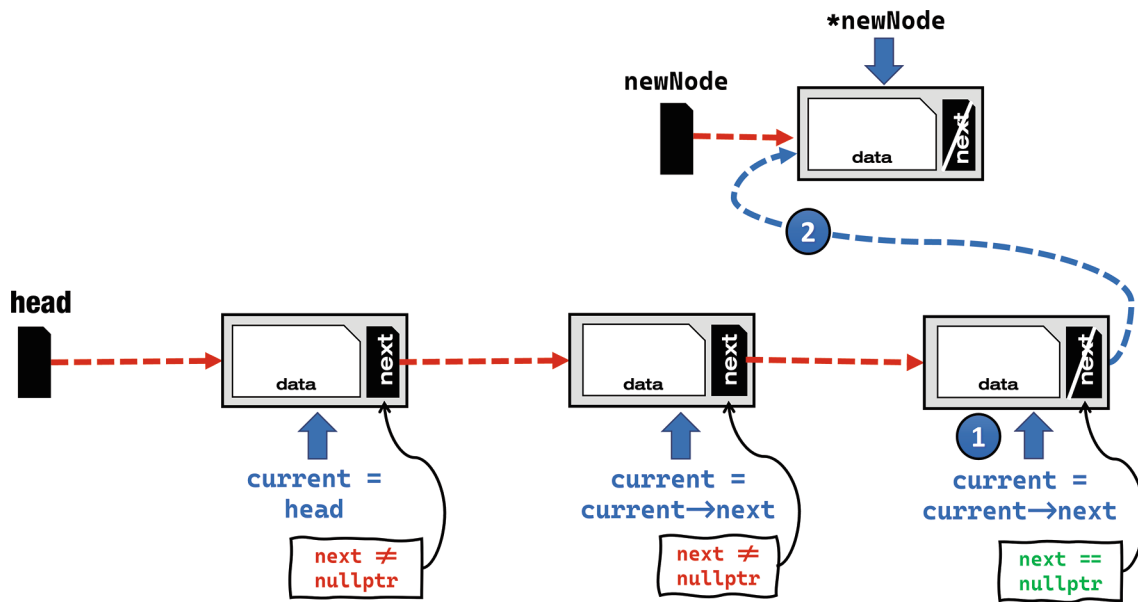 *newNode
newNode
data
next
2
head
data
next
data
next
data
next
1
current =
head
current =
current→next
current =
current→next
next ≠
nullptr
next ≠
nullptr
next ==
nullptr